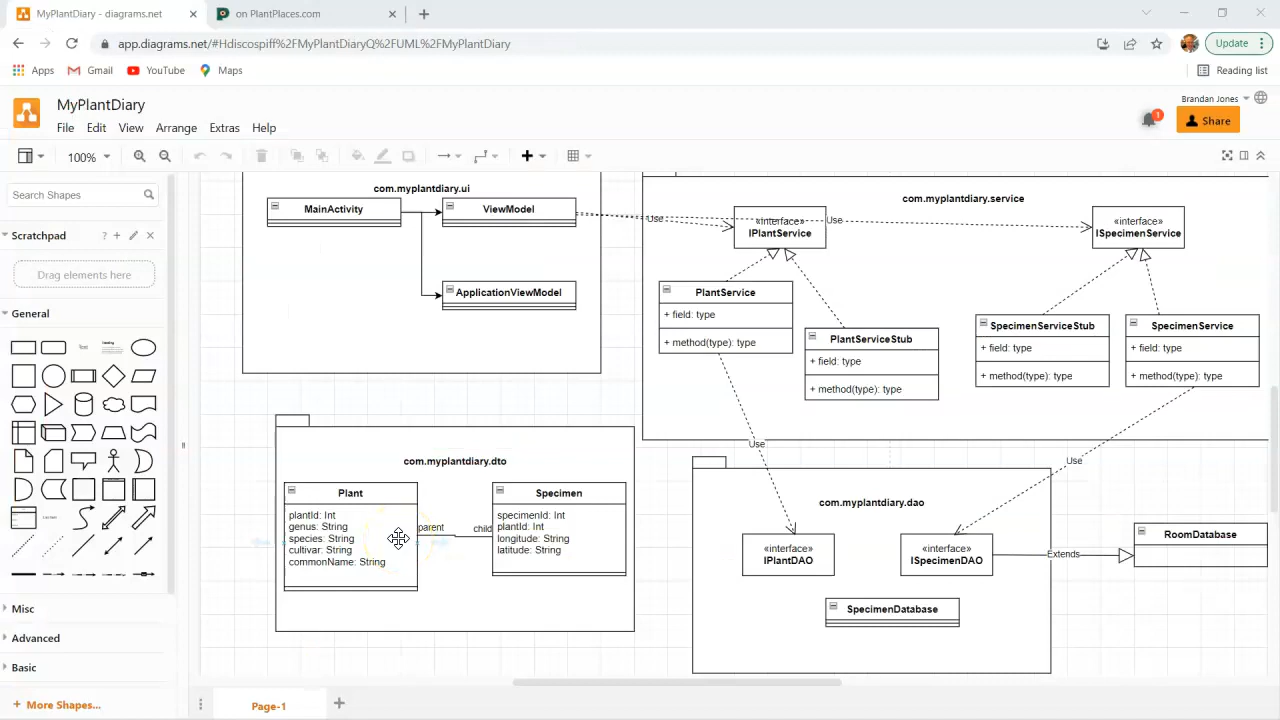 MyPlantDiary - diagrams.net
on PlantPlaces.com
app.diagrams.net/#Hdiscospiff%2FMyPlantDiaryQ%2FUML%2FMyPlantDiary
Update
Apps
Gmail
YouTube
Maps
Reading list
MyPlantDiary
Brandan Jones
File
Edit
View
Arrange
Extras
Help
1
Share
100%
Search Shapes
Scratchpad
?
Drag elements here
General
Misc
Advanced
Basic
+ More Shapes...
com.myplantdiary.ui
MainActivity
ViewModel
ApplicationViewModel
com.myplantdiary.service
Use
Use
«interface»
IPlantService
«interface»
ISpecimenService
PlantService
+ field: type
+ method(type): type
PlantServiceStub
+ field: type
+ method(type): type
SpecimenServiceStub
+ field: type
+ method(type): type
SpecimenService
+ field: type
+ method(type): type
com.myplantdiary.dto
Plant
plantId: Int
genus: String
species: String
cultivar: String
commonName: String
parent
child
Specimen
specimenId: Int
plantId: Int
longitude: String
latitude: String
Use
Use
com.myplantdiary.dao
«interface»
IPlantDAO
«interface»
ISpecimenDAO
Extends
RoomDatabase
SpecimenDatabase
Page-1